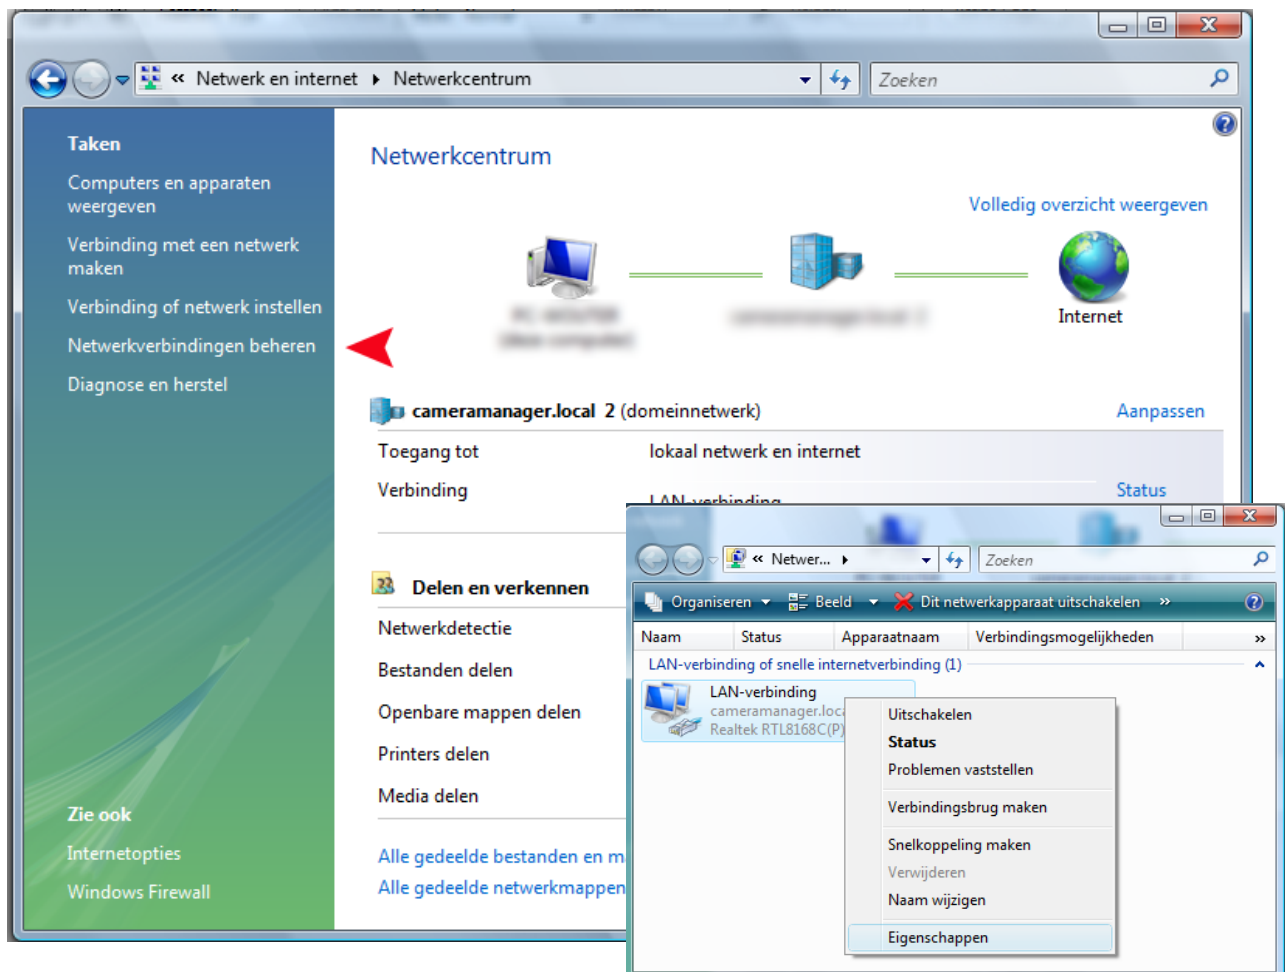 « Netwerk en internet Netwerkcentrum
Zoeken
Taken
Computers en apparaten
weergeven
Verbinding met een netwerk
maken
Verbinding of netwerk instellen
Netwerkverbindingen beheren
Diagnose en herstel
Zie ook
Internetopties
Windows Firewall
Netwerkcentrum
Volledig overzicht weergeven
Internet
cameramanager.local 2 (domeinnetwerk)
Aanpassen
Toegang tot
lokaal netwerk en internet
Verbinding
LAN-verbinding
Status
Delen en verkennen
Netwerkdetectie
Bestanden delen
Openbare mappen delen
Printers delen
Media delen
Alle gedeelde bestanden en m
Alle gedeelde netwerkmappen
« Netwer...
Zoeken
Organiseren
Beeld
Dit netwerkapparaat uitschakelen »
Naam
Status
Apparaatnaam
Verbindingsmogelijkheden
»
LAN-verbinding of snelle internetverbinding (1)
LAN-verbinding
cameramanager.loca
Realtek RTL8168C(P)
Uitschakelen
Status
Problemen vaststellen
Verbindingsbrug maken
Snelkoppeling maken
Verwijderen
Naam wijzigen
Eigenschappen